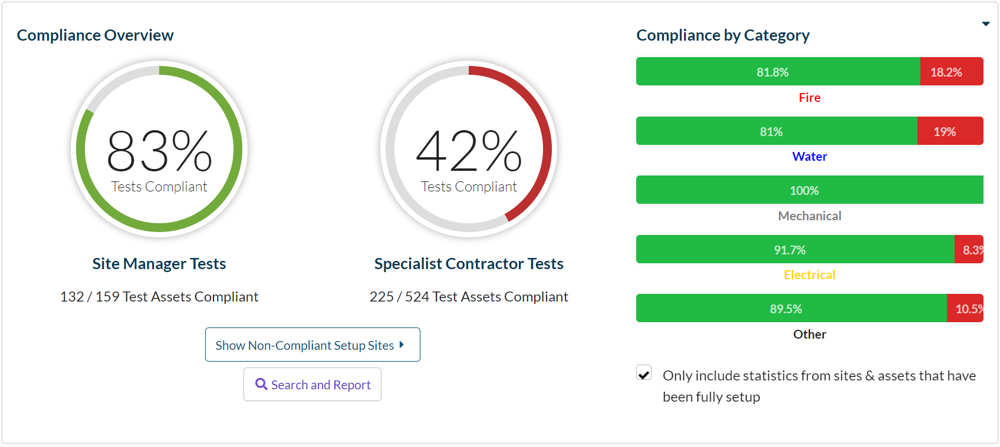 Compliance Overview
83%
Tests Compliant
Site Manager Tests
132 / 159 Test Assets Compliant
42%
Tests Compliant
Specialist Contractor Tests
225 / 524 Test Assets Compliant
Show Non-Compliant Setup Sites
Search and Report
Compliance by Category
81.8% 18.2%
Fire
81% 19%
Water
100%
Mechanical
91.7% 8.3%
Electrical
89.5% 10.5%
Other
Only include statistics from sites & assets that have
been fully setup